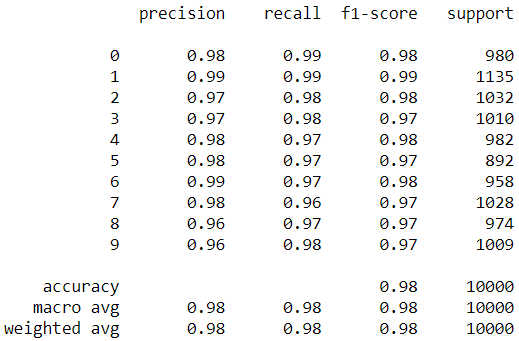 precision recall f1-score support
0 0.98 0.99 0.98 980
1 0.99 0.99 0.99 1135
2 0.97 0.98 0.98 1032
3 0.97 0.98 0.97 1010
4 0.98 0.97 0.98 982
5 0.98 0.97 0.97 892
6 0.99 0.97 0.98 958
7 0.98 0.96 0.97 1028
8 0.96 0.97 0.97 974
9 0.96 0.98 0.97 1009
accuracy 0.98 10000
macro avg 0.98 0.98 0.98 10000
weighted avg 0.98 0.98 0.98 10000